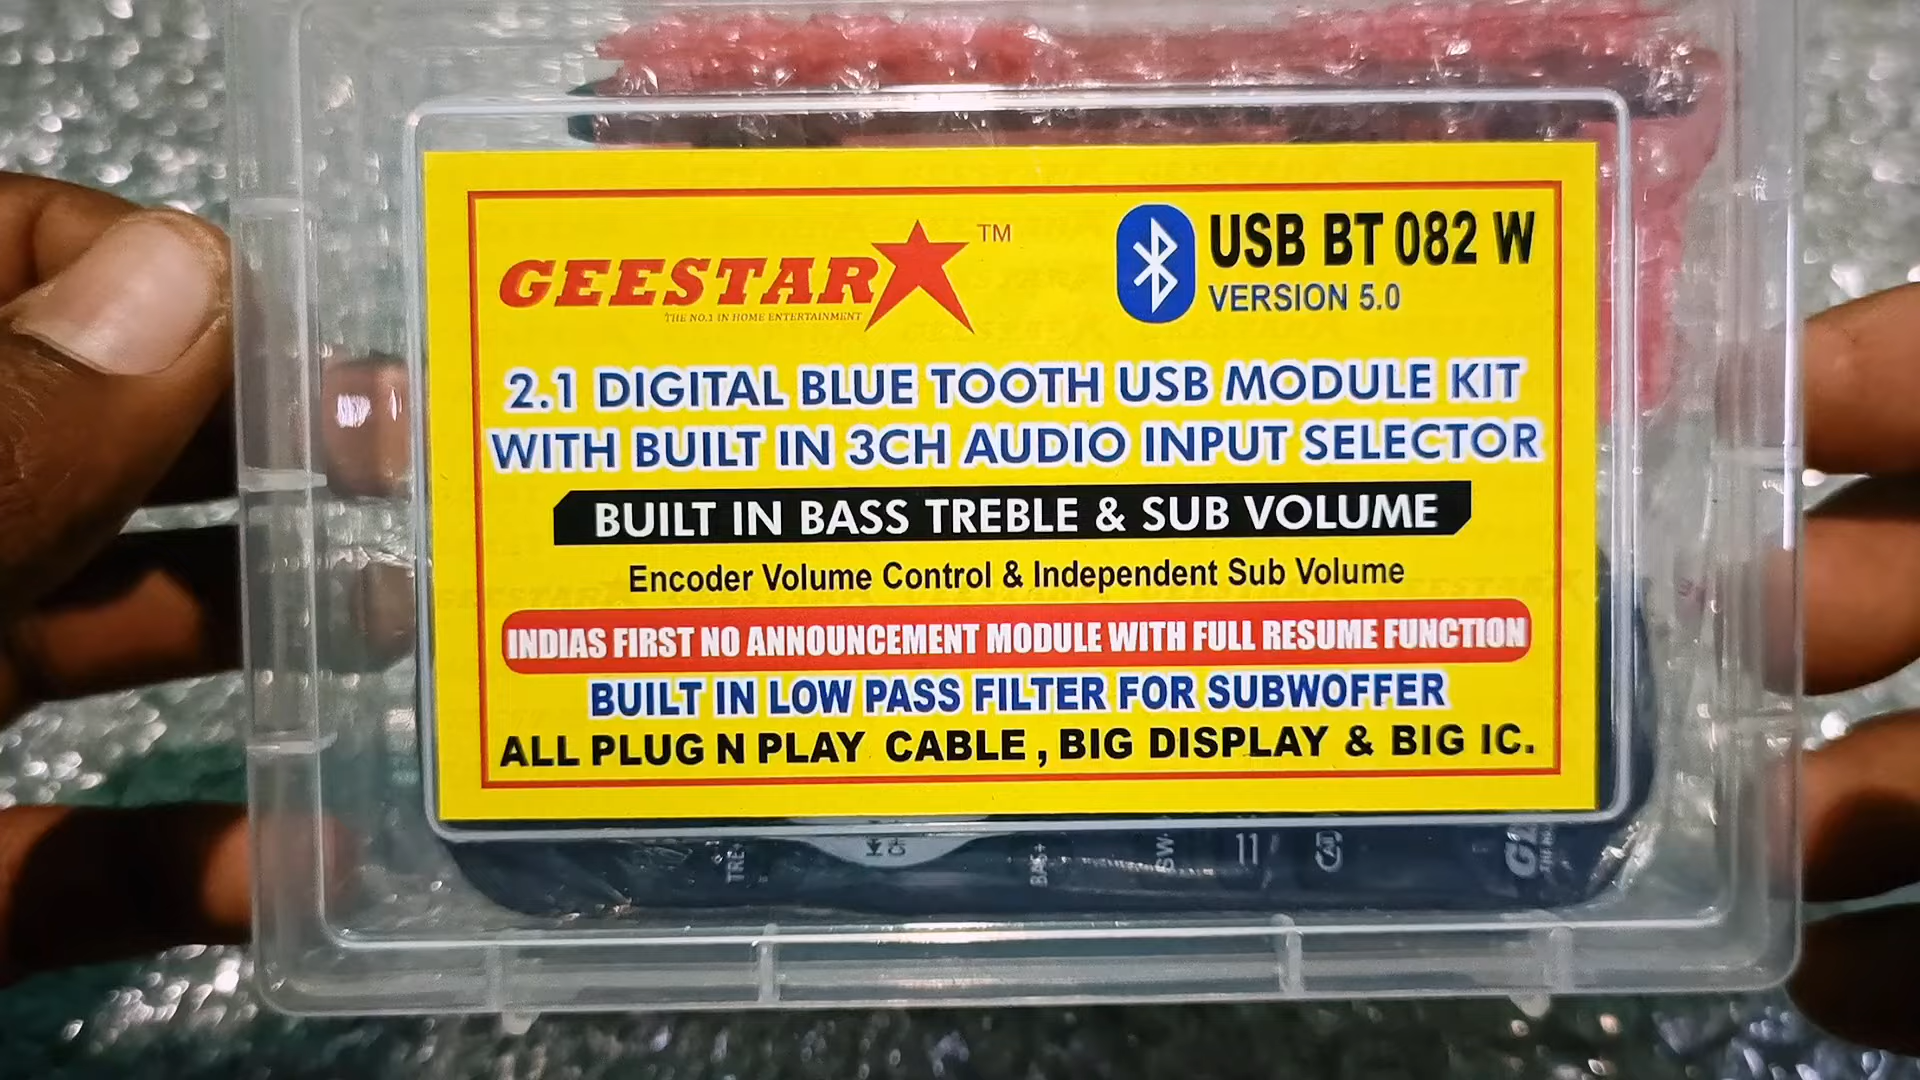 GEESTAR TM
THE NO.1 IN HOME ENTERTAINMENT
USB BT 082 W
VERSION 5.0
2.1 DIGITAL BLUE TOOTH USB MODULE KIT
WITH BUILT IN 3CH AUDIO INPUT SELECTOR
BUILT IN BASS TREBLE & SUB VOLUME
Encoder Volume Control & Independent Sub Volume
INDIAS FIRST NO ANNOUNCEMENT MODULE WITH FULL RESUME FUNCTION
BUILT IN LOW PASS FILTER FOR SUBWOFFER
ALL PLUG N PLAY CABLE , BIG DISPLAY & BIG IC.